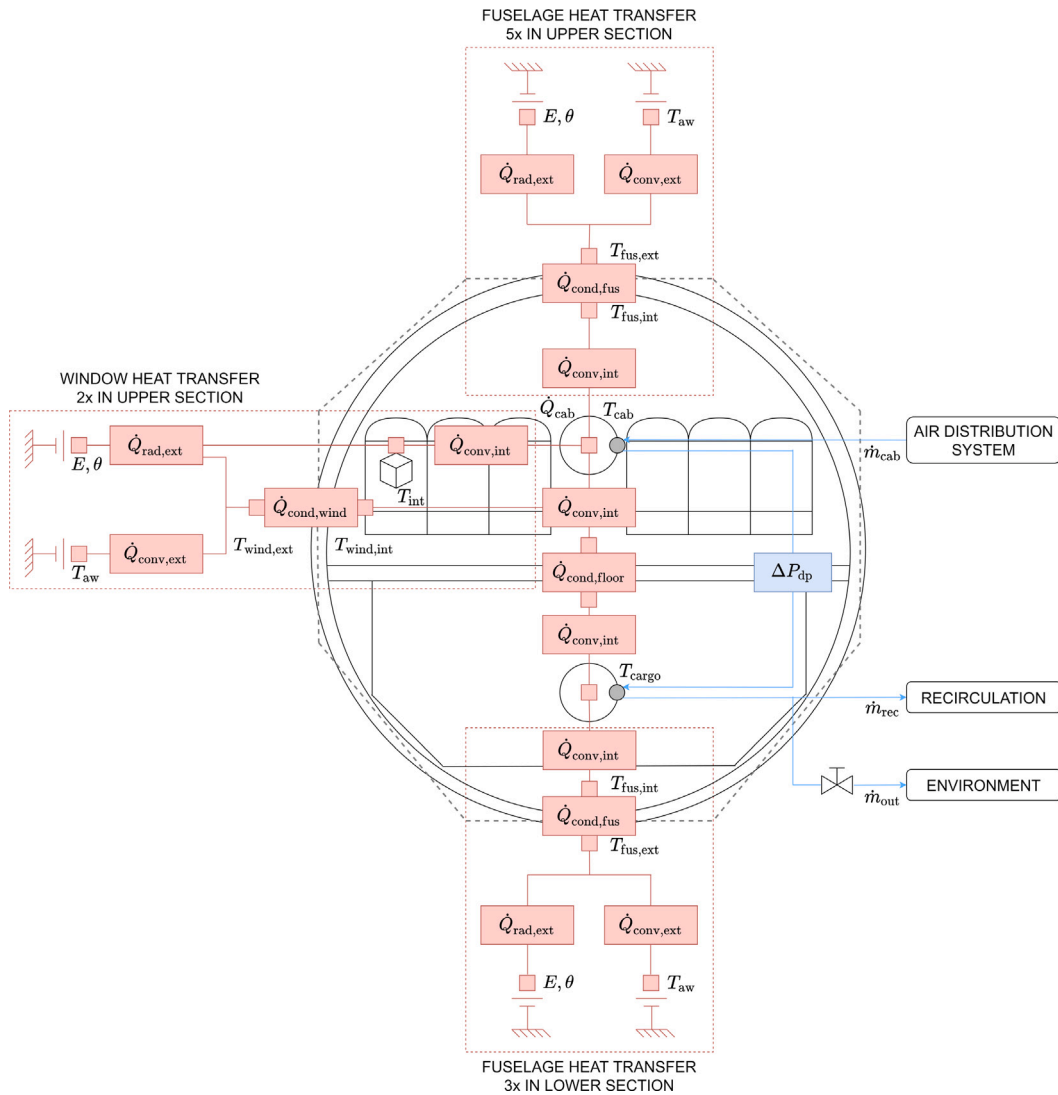 FUSELAGE HEAT TRANSFER
5x IN UPPER SECTION
E, θ
T_aw
Q̇_rad,ext
Q̇_conv,ext
T_fus,ext
Q̇_cond,fus
T_fus,int
Q̇_conv,int
WINDOW HEAT TRANSFER
2x IN UPPER SECTION
Q̇_cab
T_cab
Q̇_rad,ext
E, θ
Q̇_conv,int
T_int
ṁ_cab
AIR DISTRIBUTION
SYSTEM
Q̇_cond,wind
Q̇_conv,int
T_wind,ext
T_wind,int
Q̇_conv,ext
T_aw
Q̇_cond,floor
ΔP_dp
Q̇_conv,int
T_cargo
ṁ_rec
RECIRCULATION
Q̇_conv,int
T_fus,int
ṁ_out
ENVIRONMENT
Q̇_cond,fus
T_fus,ext
Q̇_rad,ext
Q̇_conv,ext
E, θ
T_aw
FUSELAGE HEAT TRANSFER
3x IN LOWER SECTION